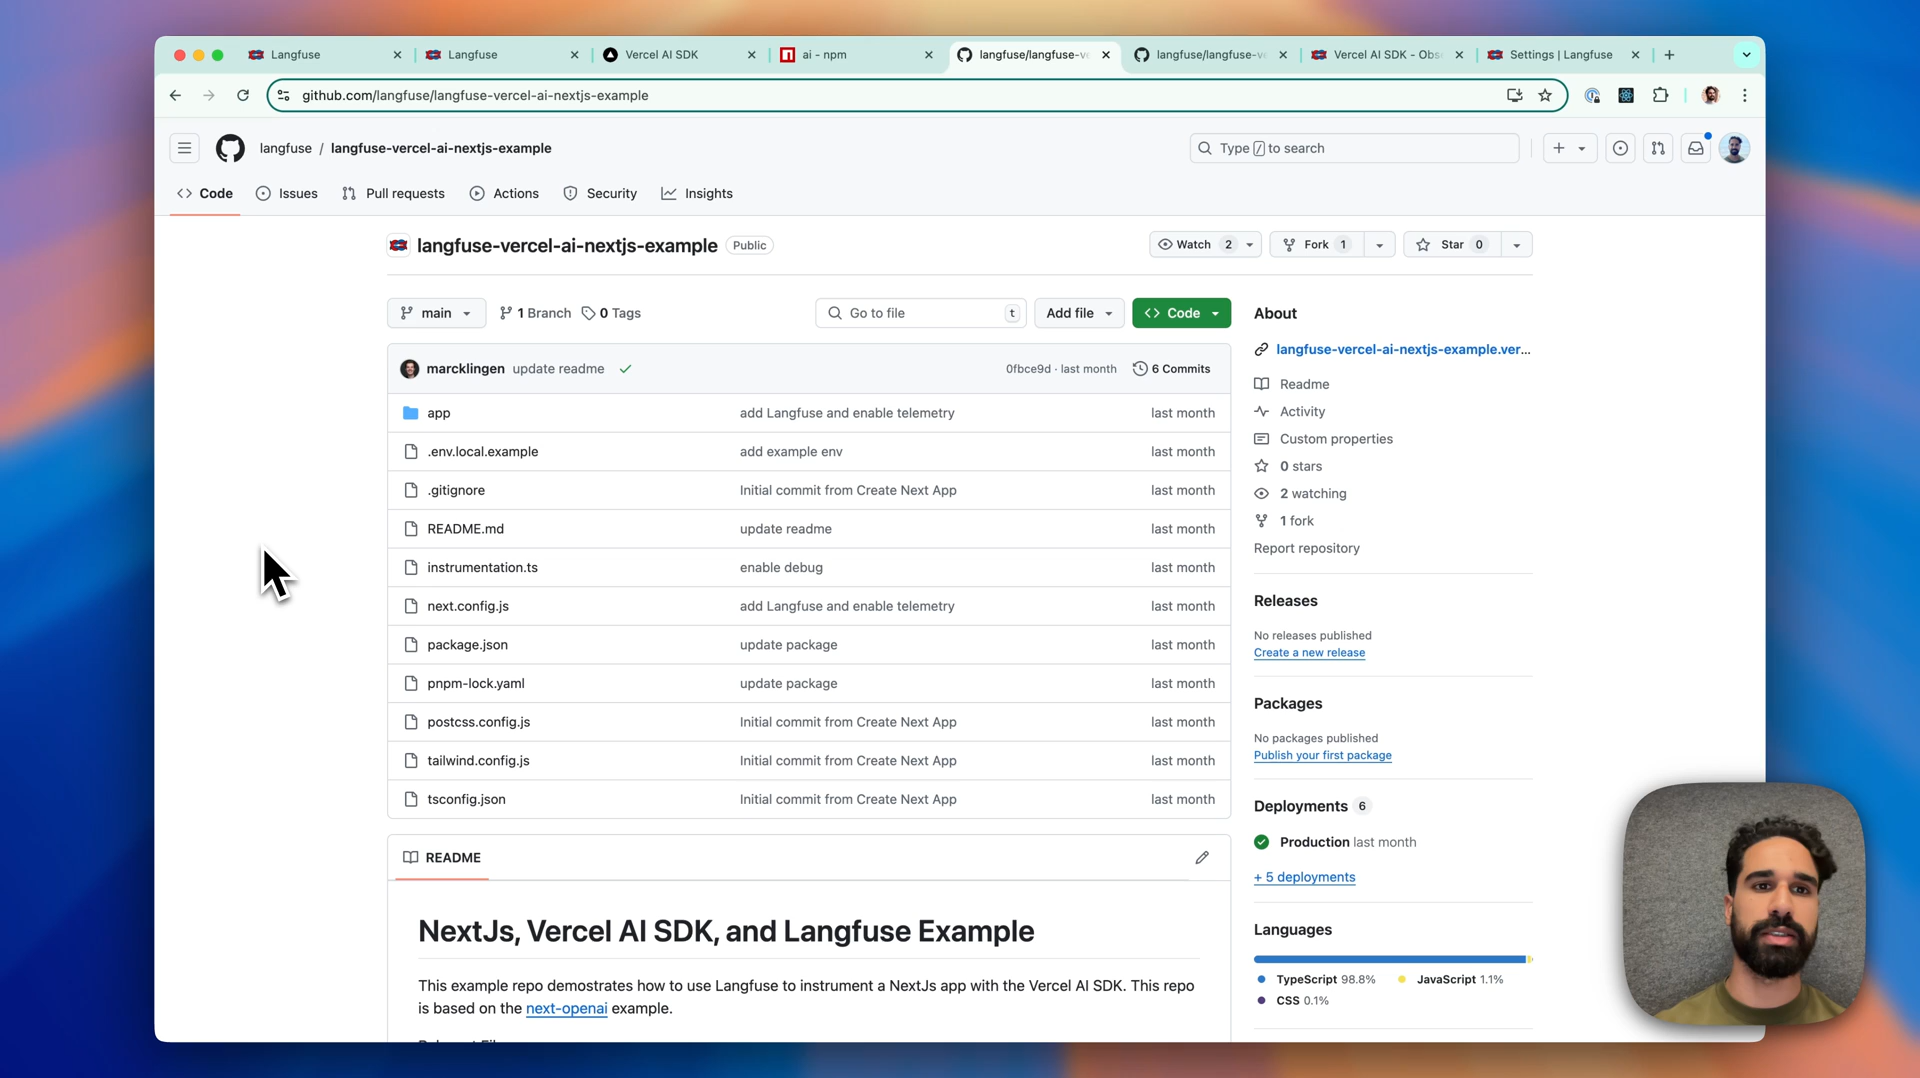 Langfuse
Langfuse
Vercel AI SDK
ai - npm
langfuse/langfuse-ve
langfuse/langfuse-ve
Vercel AI SDK - Obs
Settings | Langfuse
github.com/langfuse/langfuse-vercel-ai-nextjs-example
langfuse / langfuse-vercel-ai-nextjs-example
Type / to search
Code
Issues
Pull requests
Actions
Security
Insights
langfuse-vercel-ai-nextjs-example Public
Watch 2
Fork 1
Star 0
main
1 Branch
0 Tags
Go to file t
Add file
Code
marcklingen update readme 0fbce9d · last month 6 Commits
app add Langfuse and enable telemetry last month
.env.local.example add example env last month
.gitignore Initial commit from Create Next App last month
README.md update readme last month
instrumentation.ts enable debug last month
next.config.js add Langfuse and enable telemetry last month
package.json update package last month
pnpm-lock.yaml update package last month
postcss.config.js Initial commit from Create Next App last month
tailwind.config.js Initial commit from Create Next App last month
tsconfig.json Initial commit from Create Next App last month
README
NextJs, Vercel AI SDK, and Langfuse Example
This example repo demostrates how to use Langfuse to instrument a NextJs app with the Vercel AI SDK. This repo
is based on the next-openai example.
About
langfuse-vercel-ai-nextjs-example.ver...
Readme
Activity
Custom properties
0 stars
2 watching
1 fork
Report repository
Releases
No releases published
Create a new release
Packages
No packages published
Publish your first package
Deployments 6
Production last month
+ 5 deployments
Languages
TypeScript 98.8%
JavaScript 1.1%
CSS 0.1%